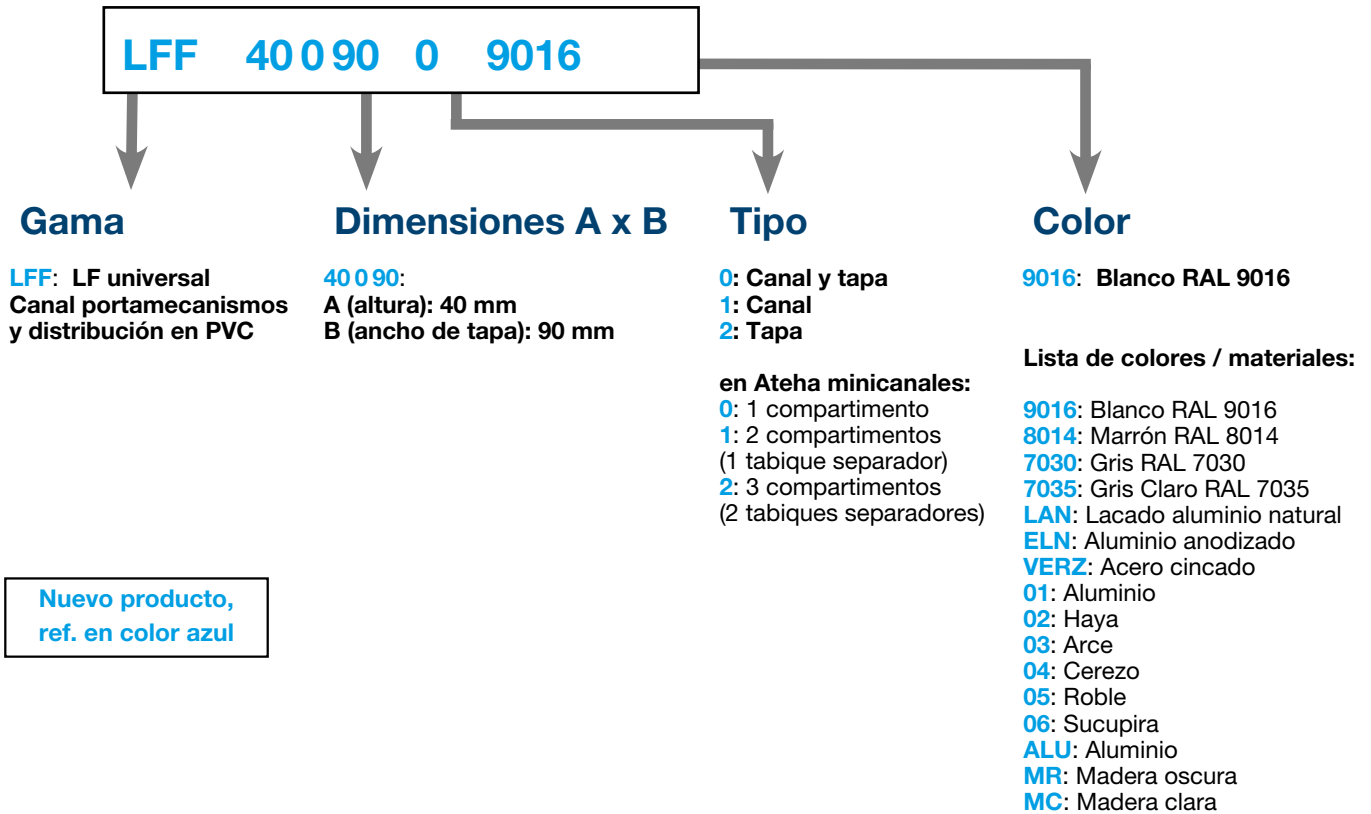 LFF 40 0 90 0 9016
Gama
LFF: LF universal
Canal portamecanismos
y distribución en PVC
Dimensiones A x B
40 0 90:
A (altura): 40 mm
B (ancho de tapa): 90 mm
Tipo
0: Canal y tapa
1: Canal
2: Tapa
en Ateha minicanales:
0: 1 compartimento
1: 2 compartimentos
(1 tabique separador)
2: 3 compartimentos
(2 tabiques separadores)
Color
9016: Blanco RAL 9016
Lista de colores / materiales:
9016: Blanco RAL 9016
8014: Marrón RAL 8014
7030: Gris RAL 7030
7035: Gris Claro RAL 7035
LAN: Lacado aluminio natural
ELN: Aluminio anodizado
VERZ: Acero cincado
01: Aluminio
02: Haya
03: Arce
04: Cerezo
05: Roble
06: Sucupira
ALU: Aluminio
MR: Madera oscura
MC: Madera clara
Nuevo producto,
ref. en color azul